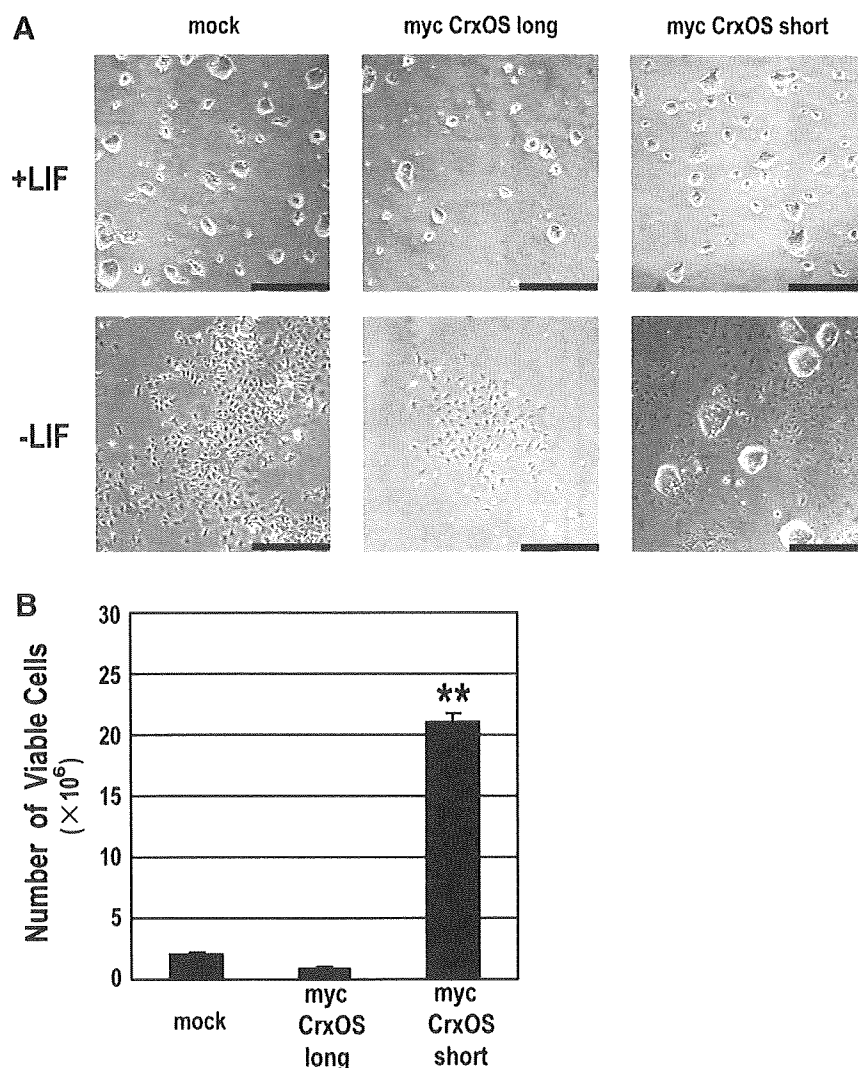 A
mock
myc CrxOS long
myc CrxOS short
+LIF
-LIF
B
Number of Viable Cells
(×10⁶)
30
25
20
15
10
5
0
**
mock
myc
CrxOS
long
myc
CrxOS
short